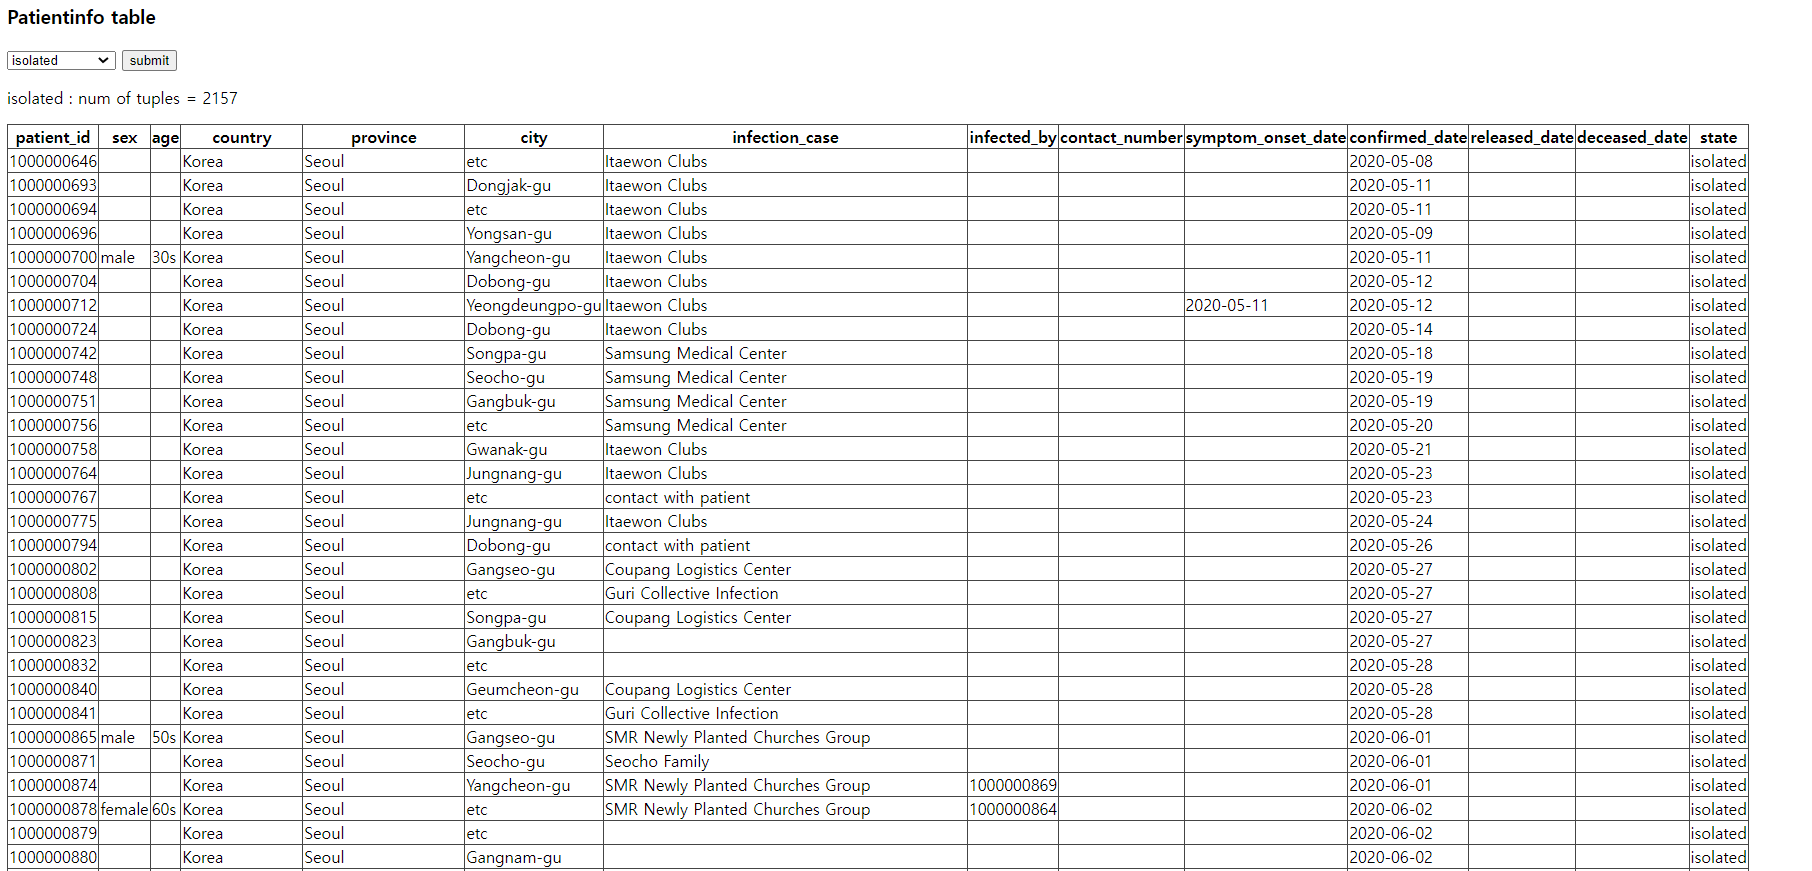 Patientinfo table
isolated submit
isolated : num of tuples = 2157
patient_id sex age country province city infection_case infected_by contact_number symptom_onset_date confirmed_date released_date deceased_date state
1000000646 Korea Seoul etc Itaewon Clubs 2020-05-08 isolated
1000000693 Korea Seoul Dongjak-gu Itaewon Clubs 2020-05-11 isolated
1000000694 Korea Seoul etc Itaewon Clubs 2020-05-11 isolated
1000000696 Korea Seoul Yongsan-gu Itaewon Clubs 2020-05-09 isolated
1000000700 male 30s Korea Seoul Yangcheon-gu Itaewon Clubs 2020-05-11 isolated
1000000704 Korea Seoul Dobong-gu Itaewon Clubs 2020-05-12 isolated
1000000712 Korea Seoul Yeongdeungpo-gu Itaewon Clubs 2020-05-11 2020-05-12 isolated
1000000724 Korea Seoul Dobong-gu Itaewon Clubs 2020-05-14 isolated
1000000742 Korea Seoul Songpa-gu Samsung Medical Center 2020-05-18 isolated
1000000748 Korea Seoul Seocho-gu Samsung Medical Center 2020-05-19 isolated
1000000751 Korea Seoul Gangbuk-gu Samsung Medical Center 2020-05-19 isolated
1000000756 Korea Seoul etc Samsung Medical Center 2020-05-20 isolated
1000000758 Korea Seoul Gwanak-gu Itaewon Clubs 2020-05-21 isolated
1000000764 Korea Seoul Jungnang-gu Itaewon Clubs 2020-05-23 isolated
1000000767 Korea Seoul etc contact with patient 2020-05-23 isolated
1000000775 Korea Seoul Jungnang-gu Itaewon Clubs 2020-05-24 isolated
1000000794 Korea Seoul Dobong-gu contact with patient 2020-05-26 isolated
1000000802 Korea Seoul Gangseo-gu Coupang Logistics Center 2020-05-27 isolated
1000000808 Korea Seoul etc Guri Collective Infection 2020-05-27 isolated
1000000815 Korea Seoul Songpa-gu Coupang Logistics Center 2020-05-27 isolated
1000000823 Korea Seoul Gangbuk-gu 2020-05-27 isolated
1000000832 Korea Seoul etc 2020-05-28 isolated
1000000840 Korea Seoul Geumcheon-gu Coupang Logistics Center 2020-05-28 isolated
1000000841 Korea Seoul etc Guri Collective Infection 2020-05-28 isolated
1000000865 male 50s Korea Seoul Gangseo-gu SMR Newly Planted Churches Group 2020-06-01 isolated
1000000871 Korea Seoul Seocho-gu Seocho Family 2020-06-01 isolated
1000000874 Korea Seoul Yangcheon-gu SMR Newly Planted Churches Group 1000000869 2020-06-01 isolated
1000000878 female 60s Korea Seoul etc SMR Newly Planted Churches Group 1000000864 2020-06-02 isolated
1000000879 Korea Seoul etc 2020-06-02 isolated
1000000880 Korea Seoul Gangnam-gu 2020-06-02 isolated